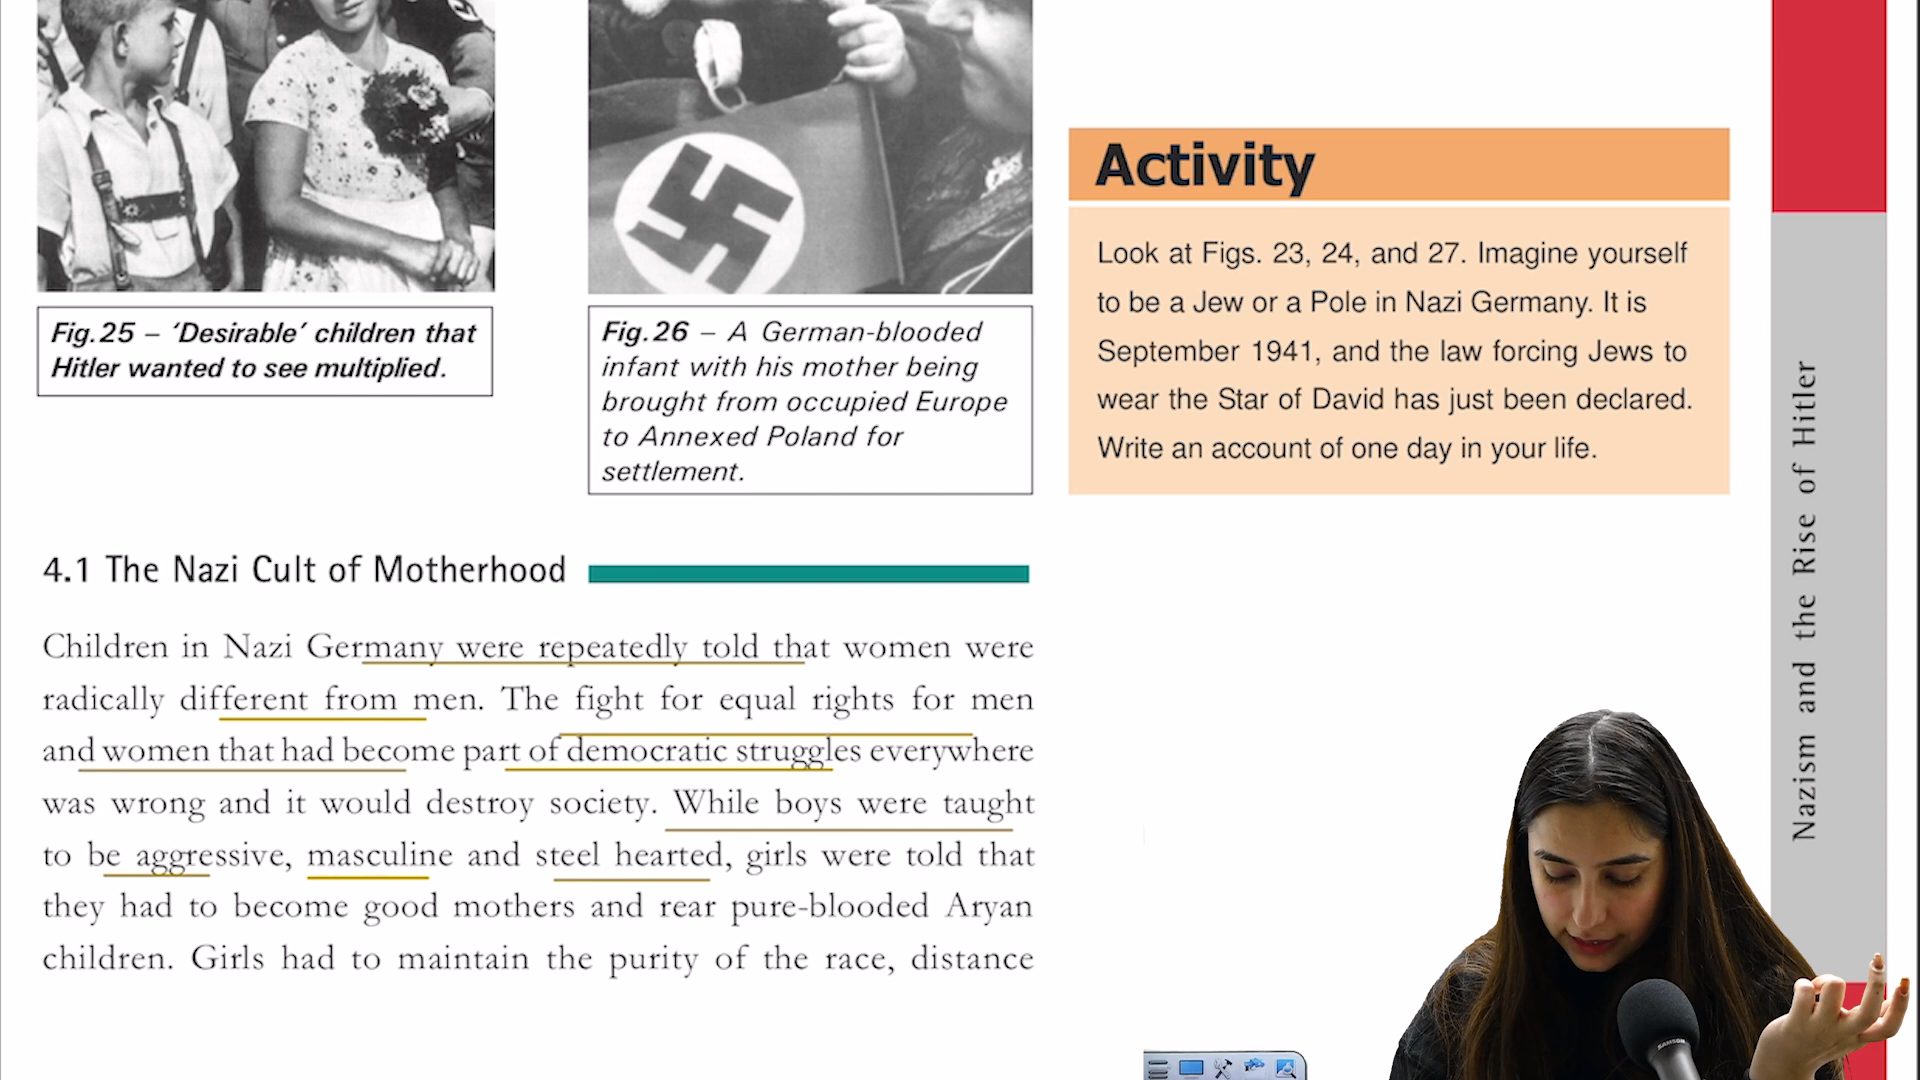 Fig.25 – ‘Desirable’ children that
Hitler wanted to see multiplied.
Fig.26 – A German-blooded
infant with his mother being
brought from occupied Europe
to Annexed Poland for
settlement.
Activity
Look at Figs. 23, 24, and 27. Imagine yourself
to be a Jew or a Pole in Nazi Germany. It is
September 1941, and the law forcing Jews to
wear the Star of David has just been declared.
Write an account of one day in your life.
4.1 The Nazi Cult of Motherhood
Children in Nazi Germany were repeatedly told that women were
radically different from men. The fight for equal rights for men
and women that had become part of democratic struggles everywhere
was wrong and it would destroy society. While boys were taught
to be aggressive, masculine and steel hearted, girls were told that
they had to become good mothers and rear pure-blooded Aryan
children. Girls had to maintain the purity of the race, distance
Nazism and the Rise of Hitler
SAMSON